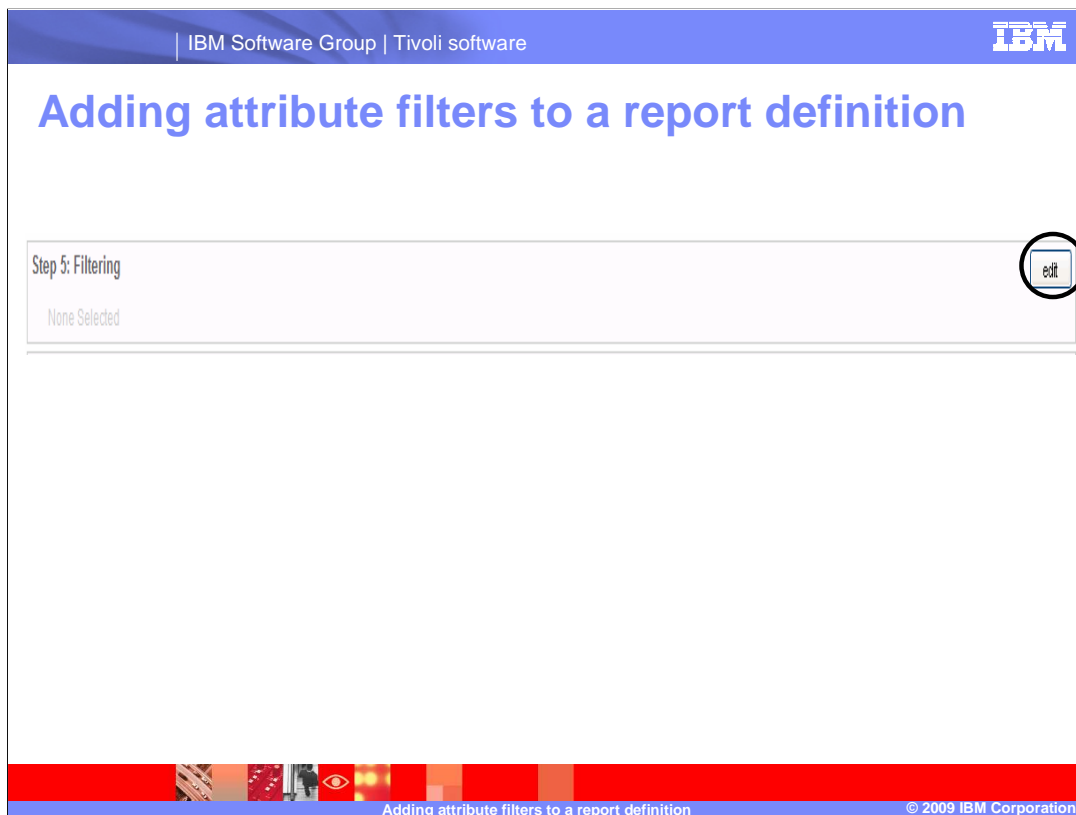 IBM Software Group | Tivoli software
IBM
Adding attribute filters to a report definition
Step 5: Filtering
edit
None Selected
Adding attribute filters to a report definition
© 2009 IBM Corporation